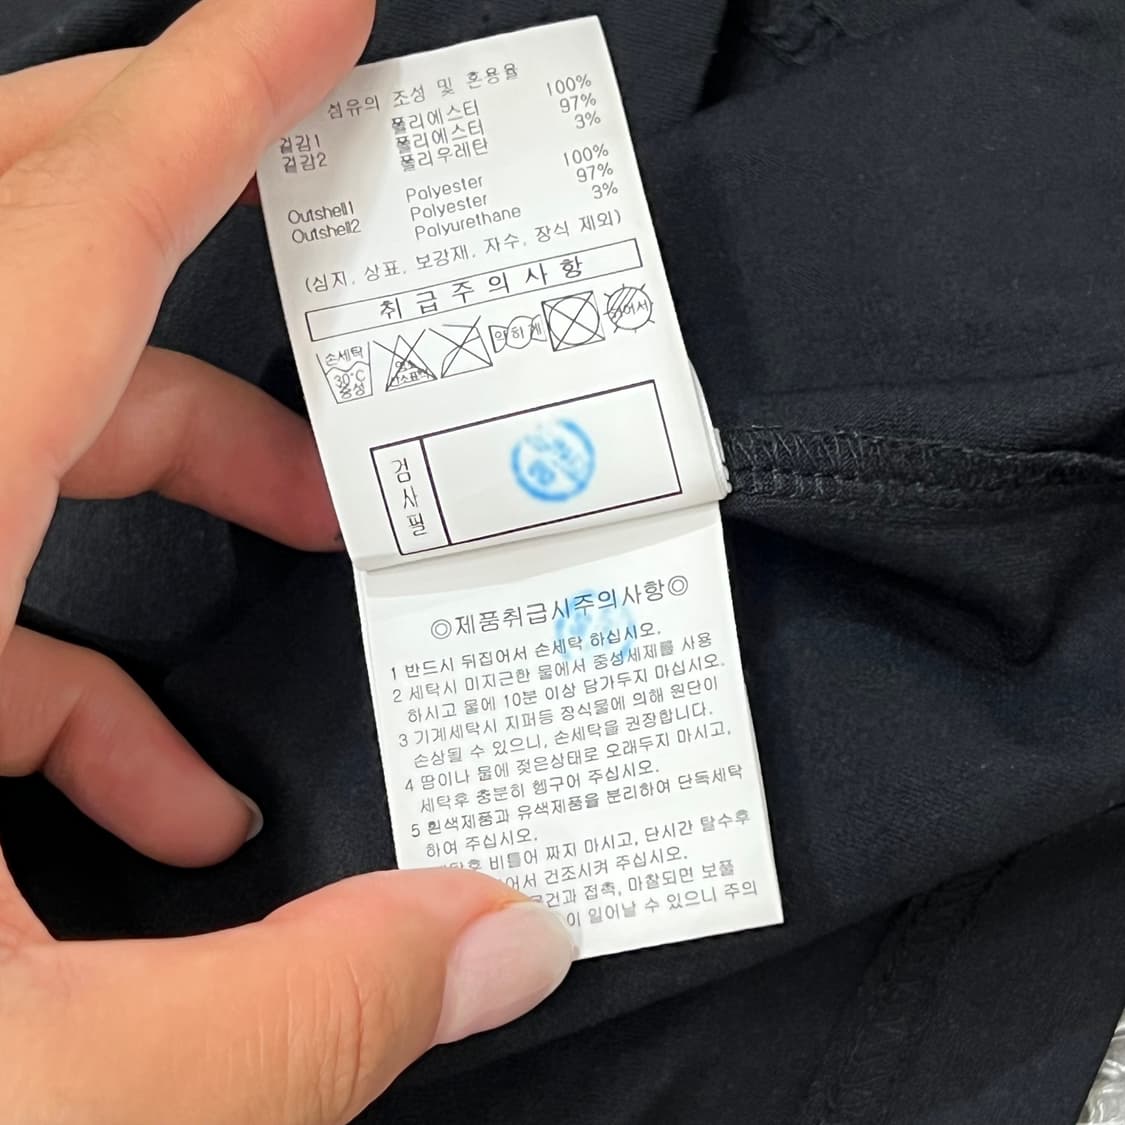 섬유의 조성 및 혼용율
겉감1 폴리에스터 100%
겉감2 폴리에스터 97%
폴리우레탄 3%
Outshell1 Polyester 100%
Outshell2 Polyester 97%
Polyurethane 3%
(심지, 상표, 보강재, 자수, 장식 제외)
취급주의사항
손세탁
30°C
중성
약하게
검사필
◎제품취급시주의사항◎
1 반드시 뒤집어서 손세탁 하십시오.
2 세탁시 미지근한 물에서 중성세제를 사용
하시고 물에 10분 이상 담가두지 마십시오.
3 기계세탁시 지퍼등 장식물에 의해 원단이
손상될 수 있으니, 손세탁을 권장합니다.
4 땀이나 물에 젖은상태로 오래두지 마시고,
세탁후 충분히 헹구어 주십시오.
5 흰색제품과 유색제품을 분리하여 단독세탁
하여 주십시오.
비틀어 짜지 마시고, 단시간 탈수후
건조시켜 주십시오.
접촉, 마찰되면 보풀
일어날 수 있으니 주의